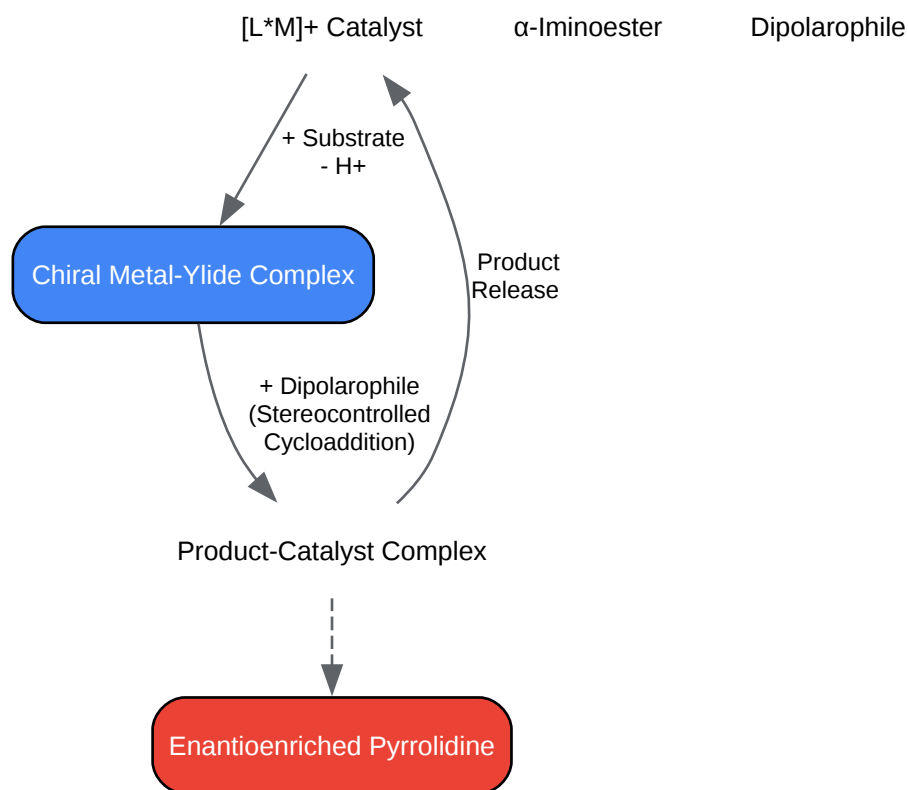 [L*M]+ Catalyst
α-Iminoester
Dipolarophile
+ Substrate
- H+
Chiral Metal-Ylide Complex
Product
Release
+ Dipolarophile
(Stereocontrolled
Cycloaddition)
Product-Catalyst Complex
Enantioenriched Pyrrolidine